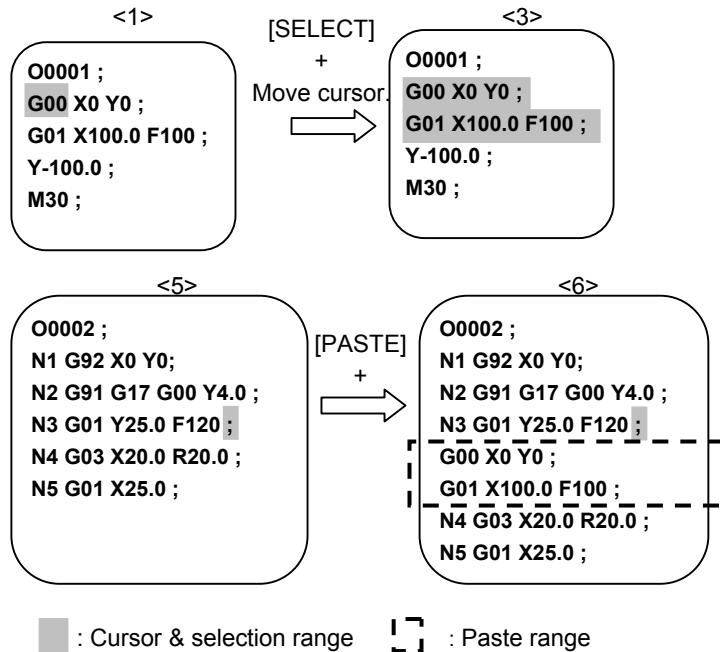 <1>
O0001 ;
G00 X0 Y0 ;
G01 X100.0 F100 ;
Y-100.0 ;
M30 ;
[SELECT]
+
Move cursor.
<3>
O0001 ;
G00 X0 Y0 ;
G01 X100.0 F100 ;
Y-100.0 ;
M30 ;
<5>
O0002 ;
N1 G92 X0 Y0;
N2 G91 G17 G00 Y4.0 ;
N3 G01 Y25.0 F120 ;
N4 G03 X20.0 R20.0 ;
N5 G01 X25.0 ;
[PASTE]
+
<6>
O0002 ;
N1 G92 X0 Y0;
N2 G91 G17 G00 Y4.0 ;
N3 G01 Y25.0 F120 ;
G00 X0 Y0 ;
G01 X100.0 F100 ;
N4 G03 X20.0 R20.0 ;
N5 G01 X25.0 ;
: Cursor & selection range
: Paste range